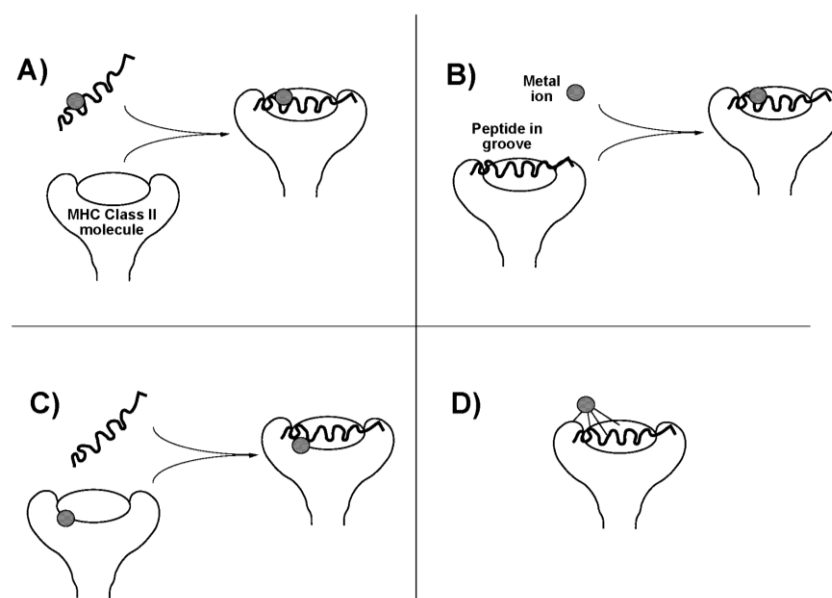 A)
MHC Class II
molecule
B)
Metal
ion
Peptide in
groove
C)
D)